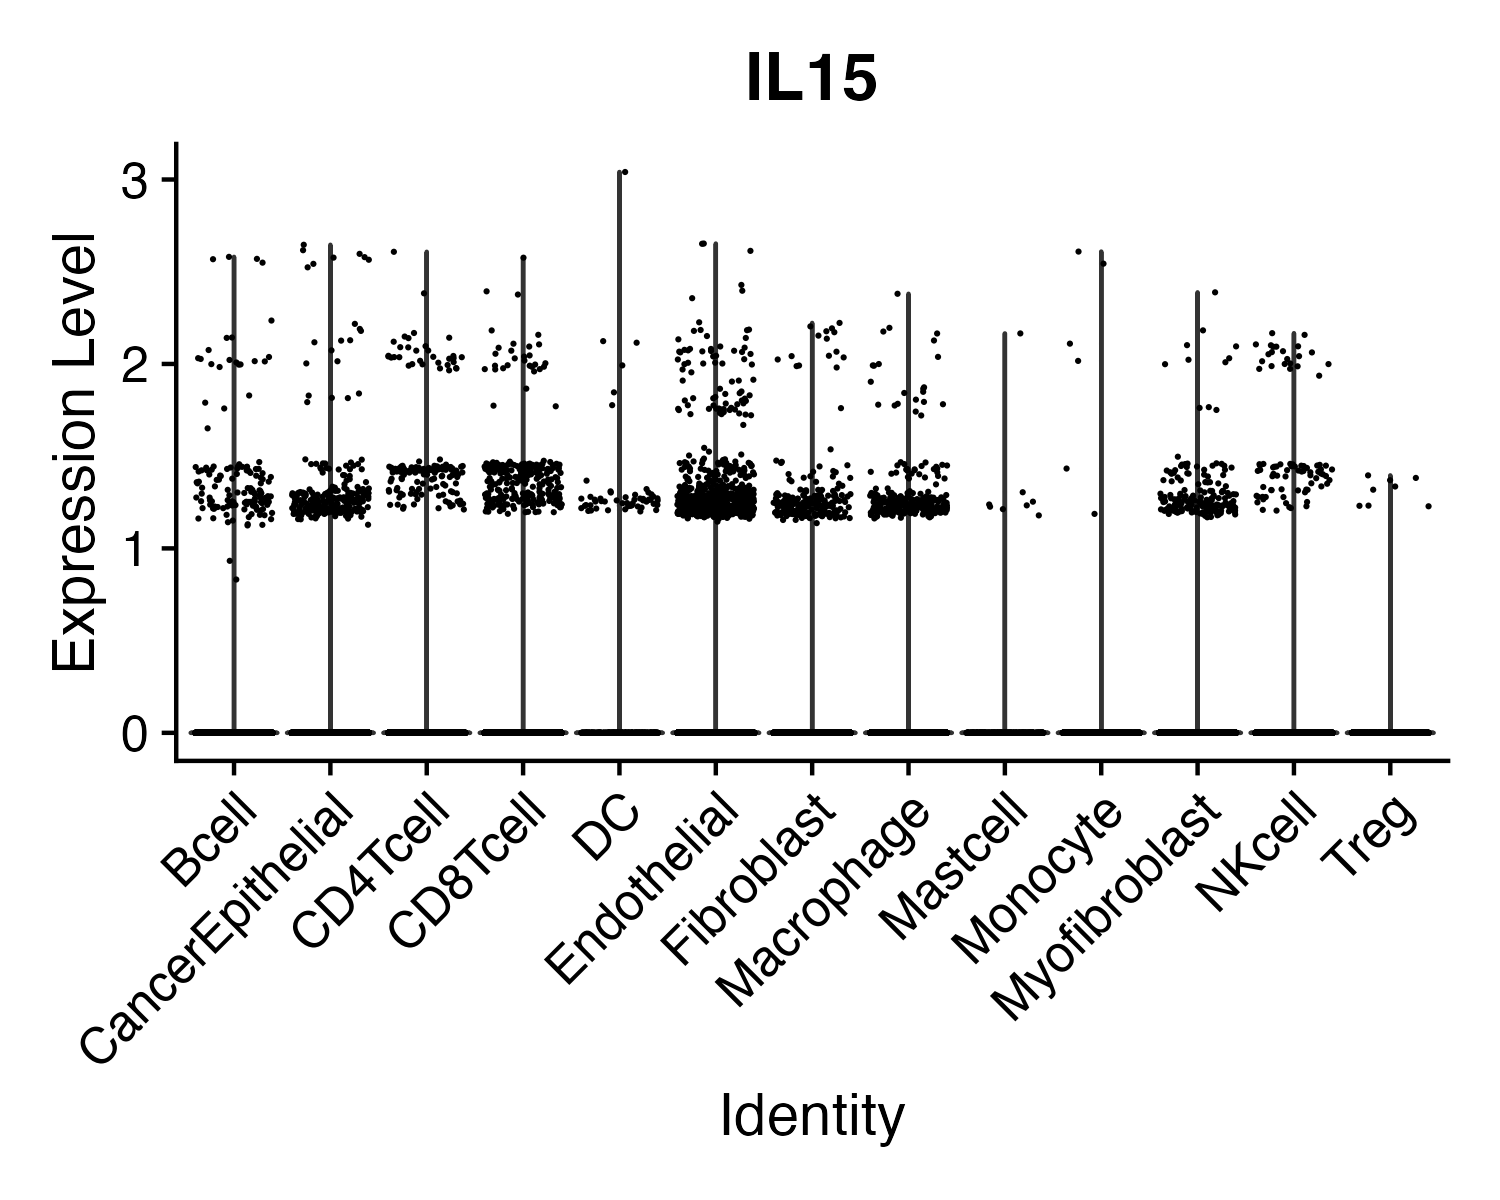 IL15
Expression Level
3
2
1
0
Bcell
CancerEpithelial
CD4Tcell
CD8Tcell
DC
Endothelial
Fibroblast
Macrophage
Mastcell
Monocyte
Myofibroblast
NKcell
Treg
Identity